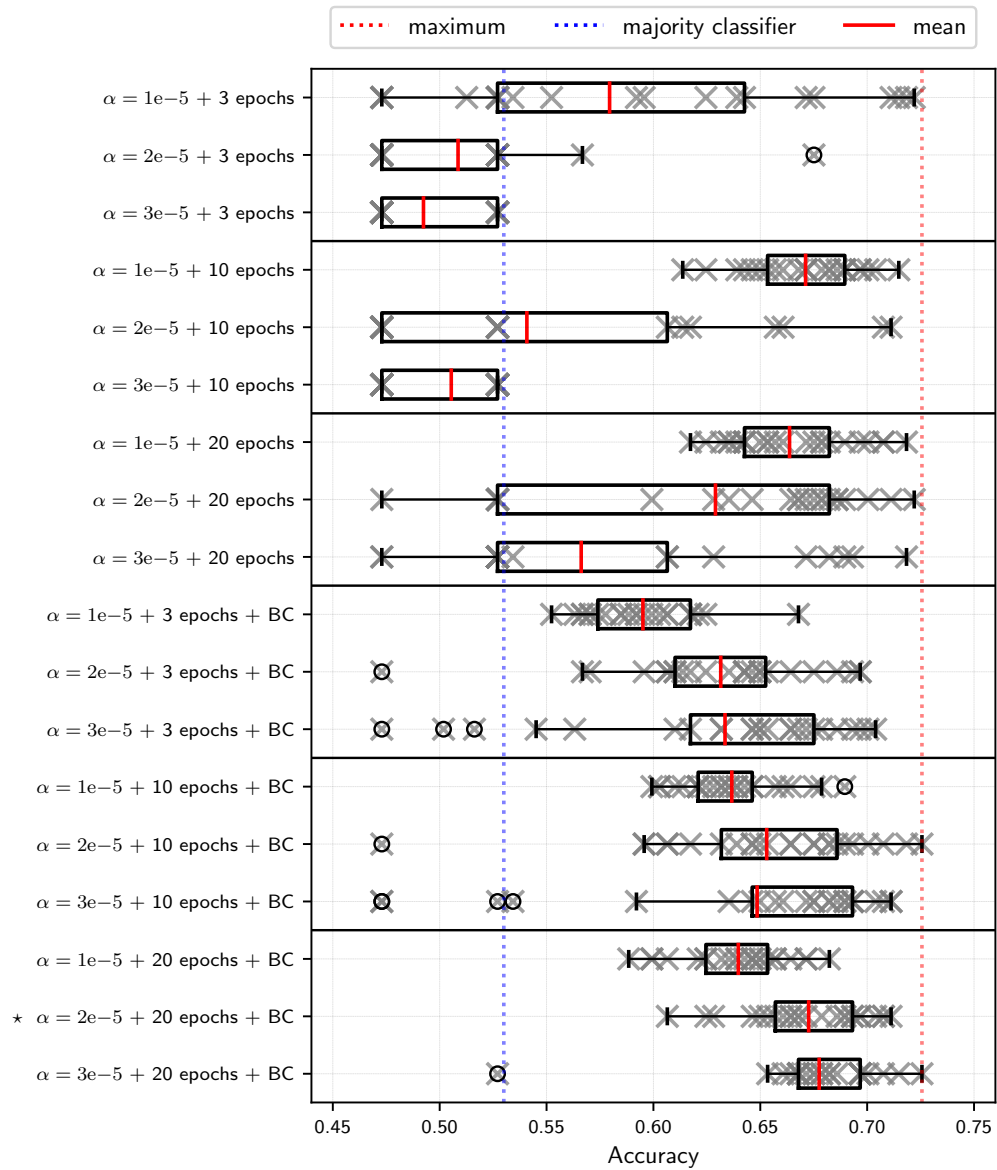 maximum majority classifier mean
α = 1e−5 + 3 epochs
α = 2e−5 + 3 epochs
α = 3e−5 + 3 epochs
α = 1e−5 + 10 epochs
α = 2e−5 + 10 epochs
α = 3e−5 + 10 epochs
α = 1e−5 + 20 epochs
α = 2e−5 + 20 epochs
α = 3e−5 + 20 epochs
α = 1e−5 + 3 epochs + BC
α = 2e−5 + 3 epochs + BC
α = 3e−5 + 3 epochs + BC
α = 1e−5 + 10 epochs + BC
α = 2e−5 + 10 epochs + BC
α = 3e−5 + 10 epochs + BC
α = 1e−5 + 20 epochs + BC
⋆ α = 2e−5 + 20 epochs + BC
α = 3e−5 + 20 epochs + BC
0.45 0.50 0.55 0.60 0.65 0.70 0.75
Accuracy